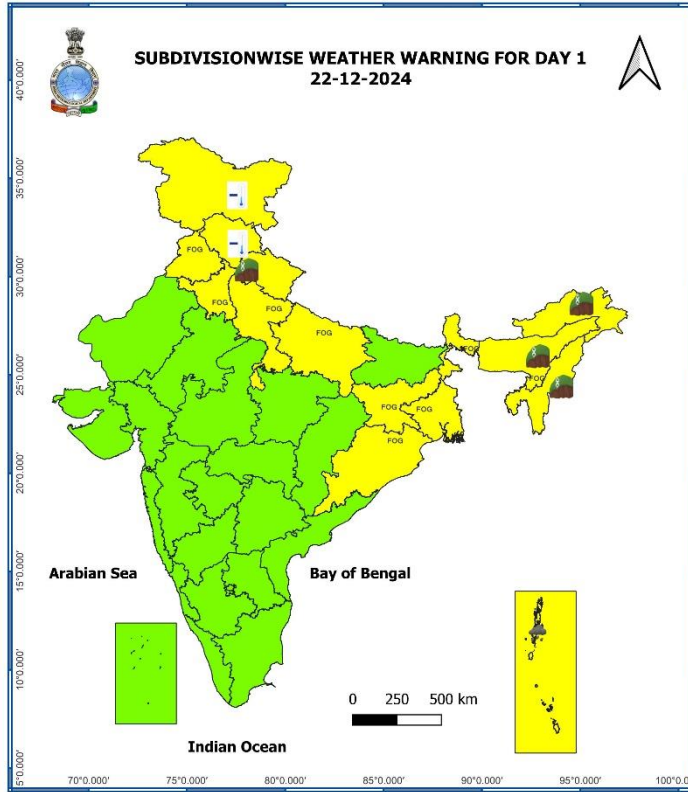 SUBDIVISIONWISE WEATHER WARNING FOR DAY 1
22-12-2024
40°0.000'
35°0.000'
30°0.000'
25°0.000'
20°0.000'
15°0.000'
10°0.000'
5°0.000'
FOG
FOG
FOG
FOG
FOG
FOG
FOG
FOG
FOG
Arabian Sea
Bay of Bengal
0 250 500 km
Indian Ocean
70°0.000' 75°0.000' 80°0.000' 85°0.000' 90°0.000' 95°0.000' 100°0.000'